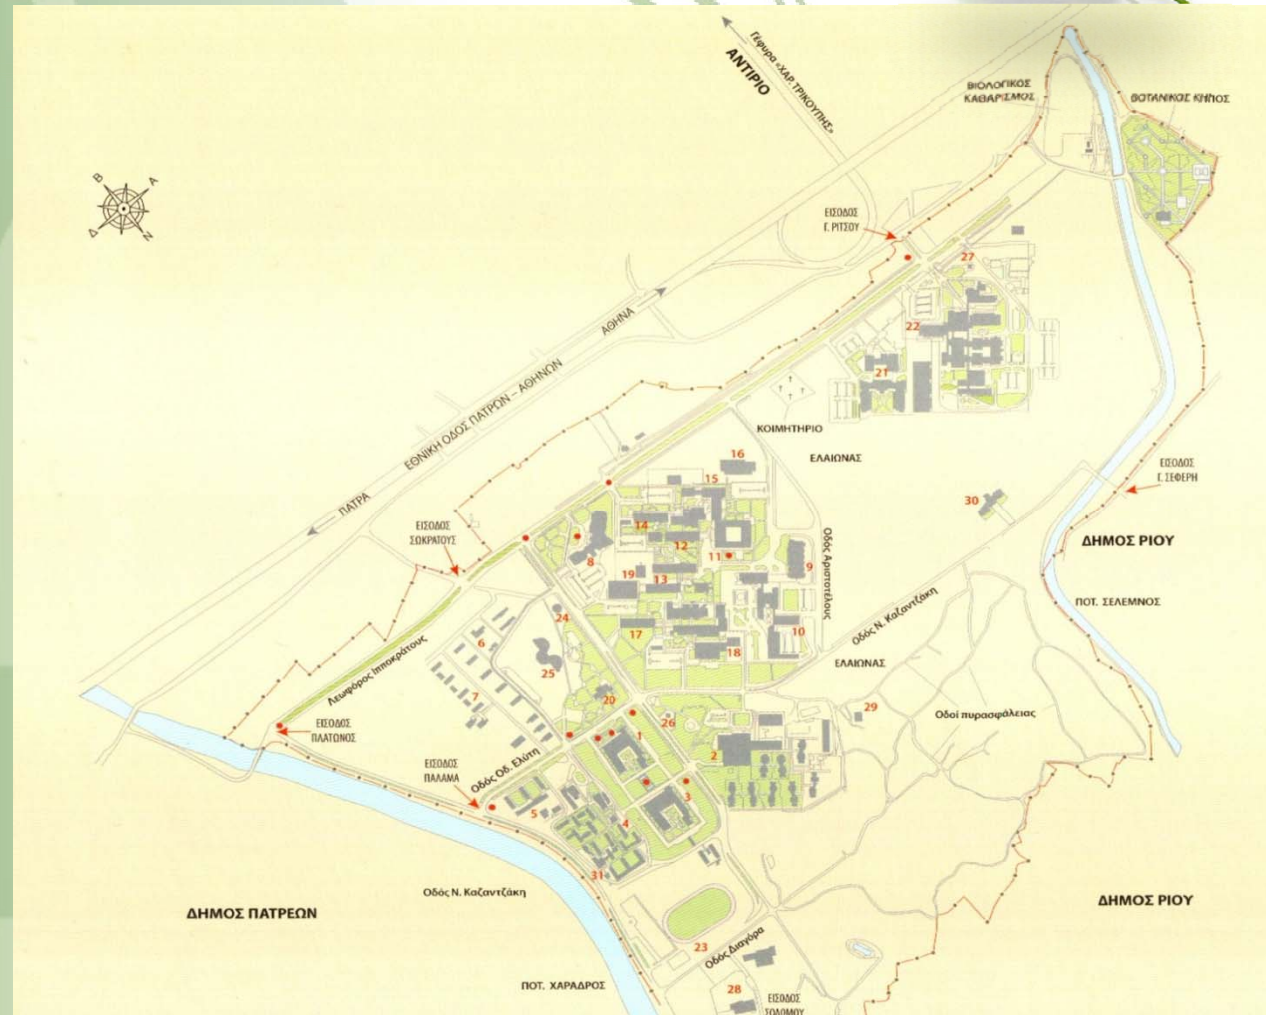 Γέφυρα «ΧΑΡ. ΤΡΙΚΟΥΠΗΣ»
ΑΝΤΙΡΙΟ
ΒΙΟΛΟΓΙΚΟΣ
ΚΑΘΑΡΙΣΜΟΣ
ΒΟΤΑΝΙΚΟΣ ΚΗΠΟΣ
Β
Α
Δ
Ν
ΕΙΣΟΔΟΣ
Γ. ΡΙΤΣΟΥ
27
ΑΘΗΝΑ
22
21
ΕΘΝΙΚΗ ΟΔΟΣ ΠΑΤΡΩΝ – ΑΘΗΝΩΝ
ΚΟΙΜΗΤΗΡΙΟ
ΕΛΑΙΩΝΑΣ
16
15
ΕΙΣΟΔΟΣ
Γ. ΣΕΦΕΡΗ
ΠΑΤΡΑ
30
ΕΙΣΟΔΟΣ
ΣΩΚΡΑΤΟΥΣ
14
12
11
8
9
19
13
Οδός Αριστοτέλους
ΔΗΜΟΣ ΡΙΟΥ
ΠΟΤ. ΣΕΛΕΜΝΟΣ
24
17
10
18
Οδός Ν. Καζαντζάκη
6
25
ΕΛΑΙΩΝΑΣ
Λεωφόρος Ιπποκράτους
7
20
26
29
Οδοί πυρασφάλειας
ΕΙΣΟΔΟΣ
ΠΛΑΤΩΝΟΣ
1
2
Οδός Οδ. Ελύτη
ΕΙΣΟΔΟΣ
ΠΑΛΑΜΑ
3
5
4
31
Οδός Ν. Καζαντζάκη
ΔΗΜΟΣ ΠΑΤΡΕΩΝ
ΔΗΜΟΣ ΡΙΟΥ
23
Οδός Διαγόρα
ΠΟΤ. ΧΑΡΑΔΡΟΣ
28
ΕΙΣΟΔΟΣ
ΣΟΛΩΜΟΥ